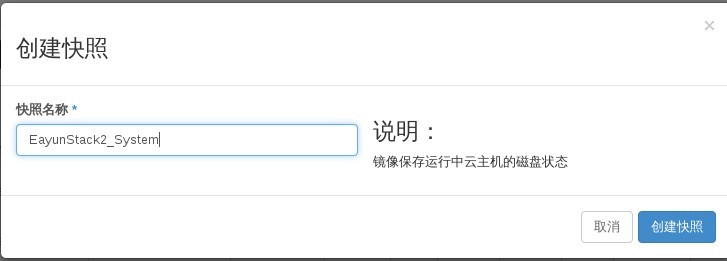 ×
创建快照
快照名称 *
EayunStack2_System
说明：
镜像保存运行中云主机的磁盘状态
取消
创建快照